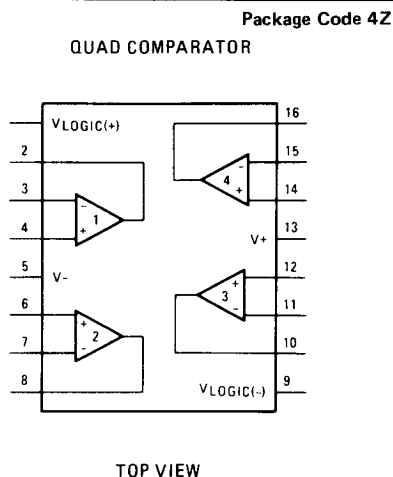 Package Code 4Z
QUAD COMPARATOR
VLOGIC(+)
2
3
4
5
6
7
8
V-
- + 1
+ - 2
16
15
14
13
12
11
10
9
- + 4
V+
+ - 3
VLOGIC(-)
TOP VIEW